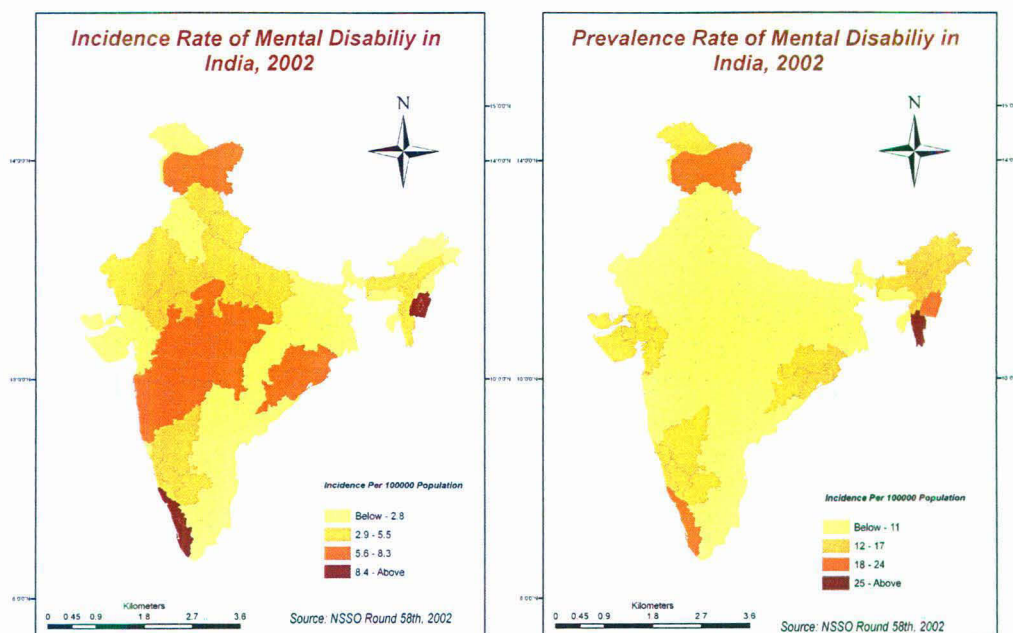 Incidence Rate of Mental Disabiliy in
India, 2002
N
Incidence Per 100000 Population
Below - 2.8
2.9 - 5.5
5.6 - 8.3
8.4 - Above
Kilometers
0 0.45 0.9 1.8 2.7 3.6
Source: NSSO Round 58th, 2002
Prevalence Rate of Mental Disabiliy in
India, 2002
N
Incidence Per 100000 Population
Below - 11
12 - 17
18 - 24
25 - Above
Kilometers
0 0.45 0.9 1.8 2.7 3.6
Source: NSSO Round 58th, 2002